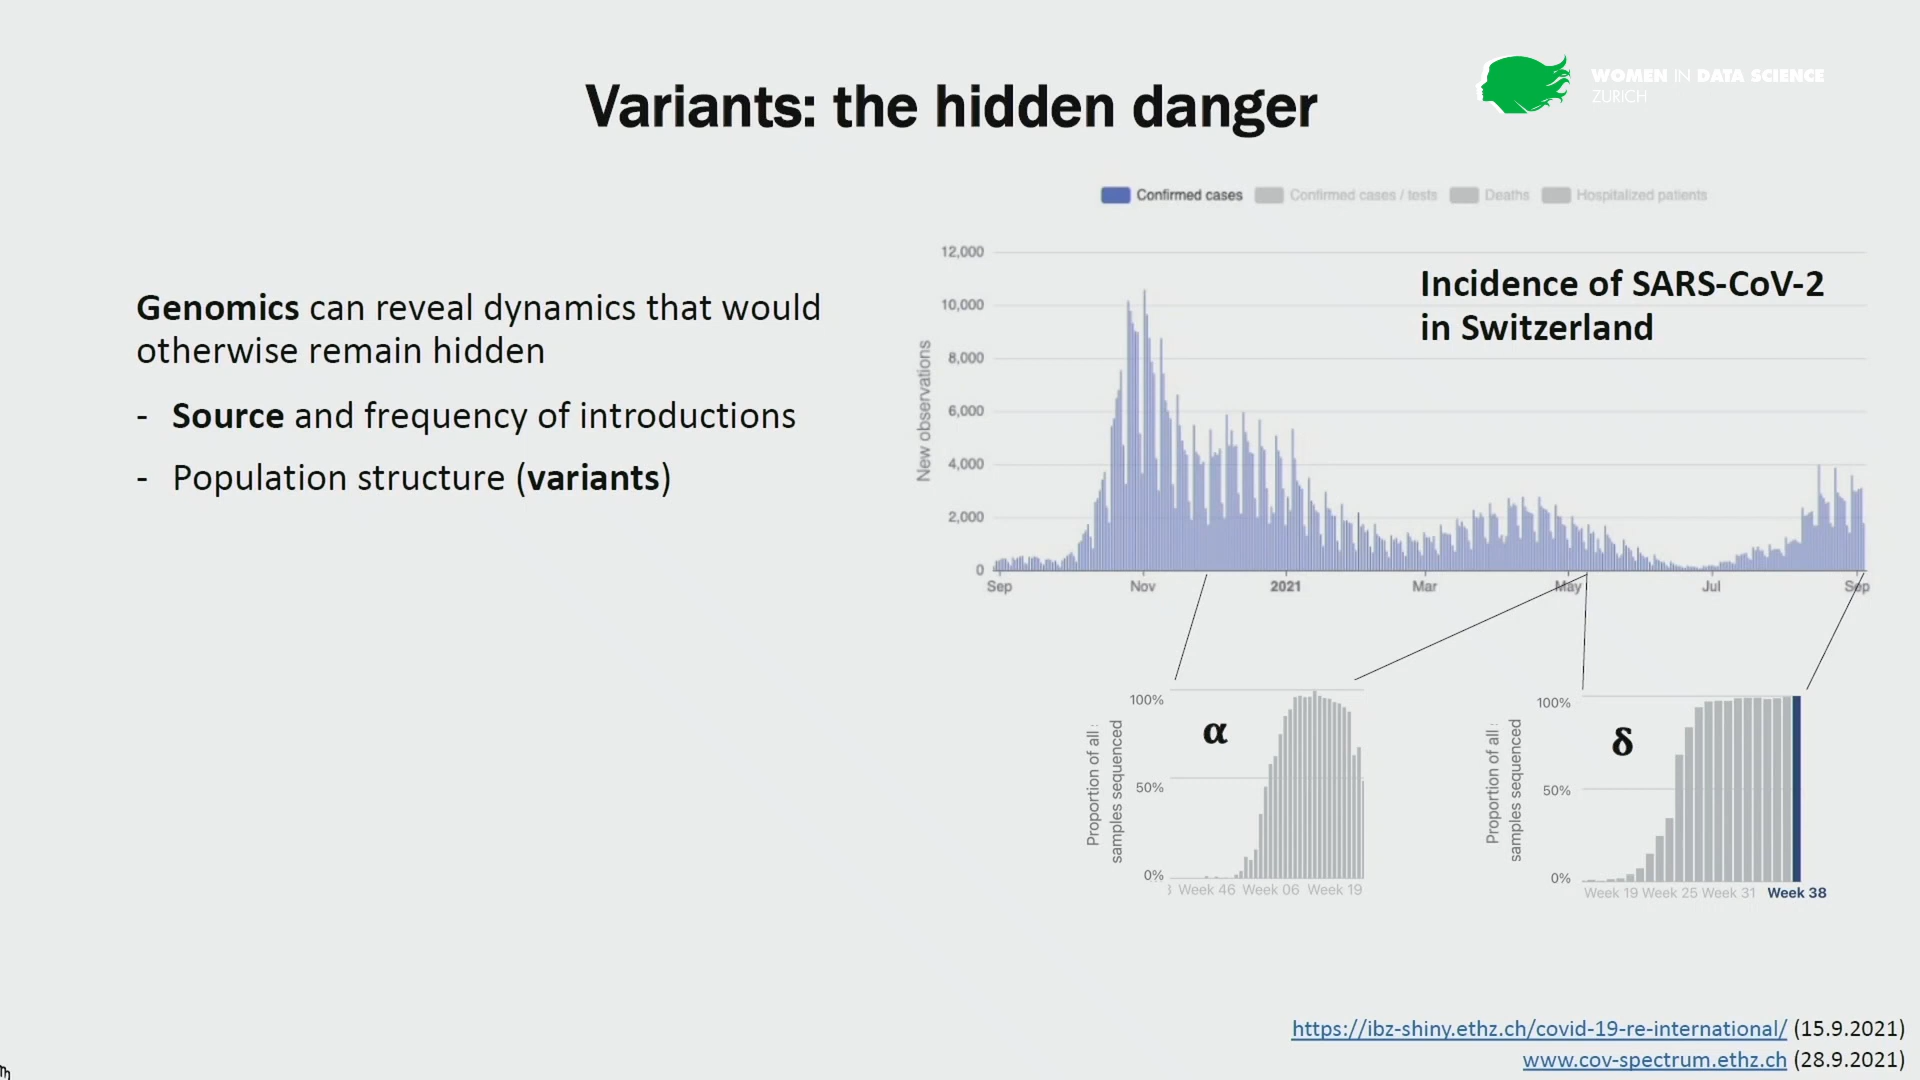 Variants: the hidden danger
WOMEN IN DATA SCIENCE
ZURICH
Genomics can reveal dynamics that would
otherwise remain hidden
- Source and frequency of introductions
- Population structure (variants)
Confirmed cases Confirmed cases / tests Deaths Hospitalized patients
Incidence of SARS-CoV-2
in Switzerland
New observations
12,000
10,000
8,000
6,000
4,000
2,000
0
Sep Nov 2021 Mar May Jul Sep
α
Proportion of all
samples sequenced
100%
50%
0%
Week 46 Week 06 Week 19
δ
Proportion of all
samples sequenced
100%
50%
0%
Week 19 Week 25 Week 31 Week 38
https://ibz-shiny.ethz.ch/covid-19-re-international/ (15.9.2021)
www.cov-spectrum.ethz.ch (28.9.2021)